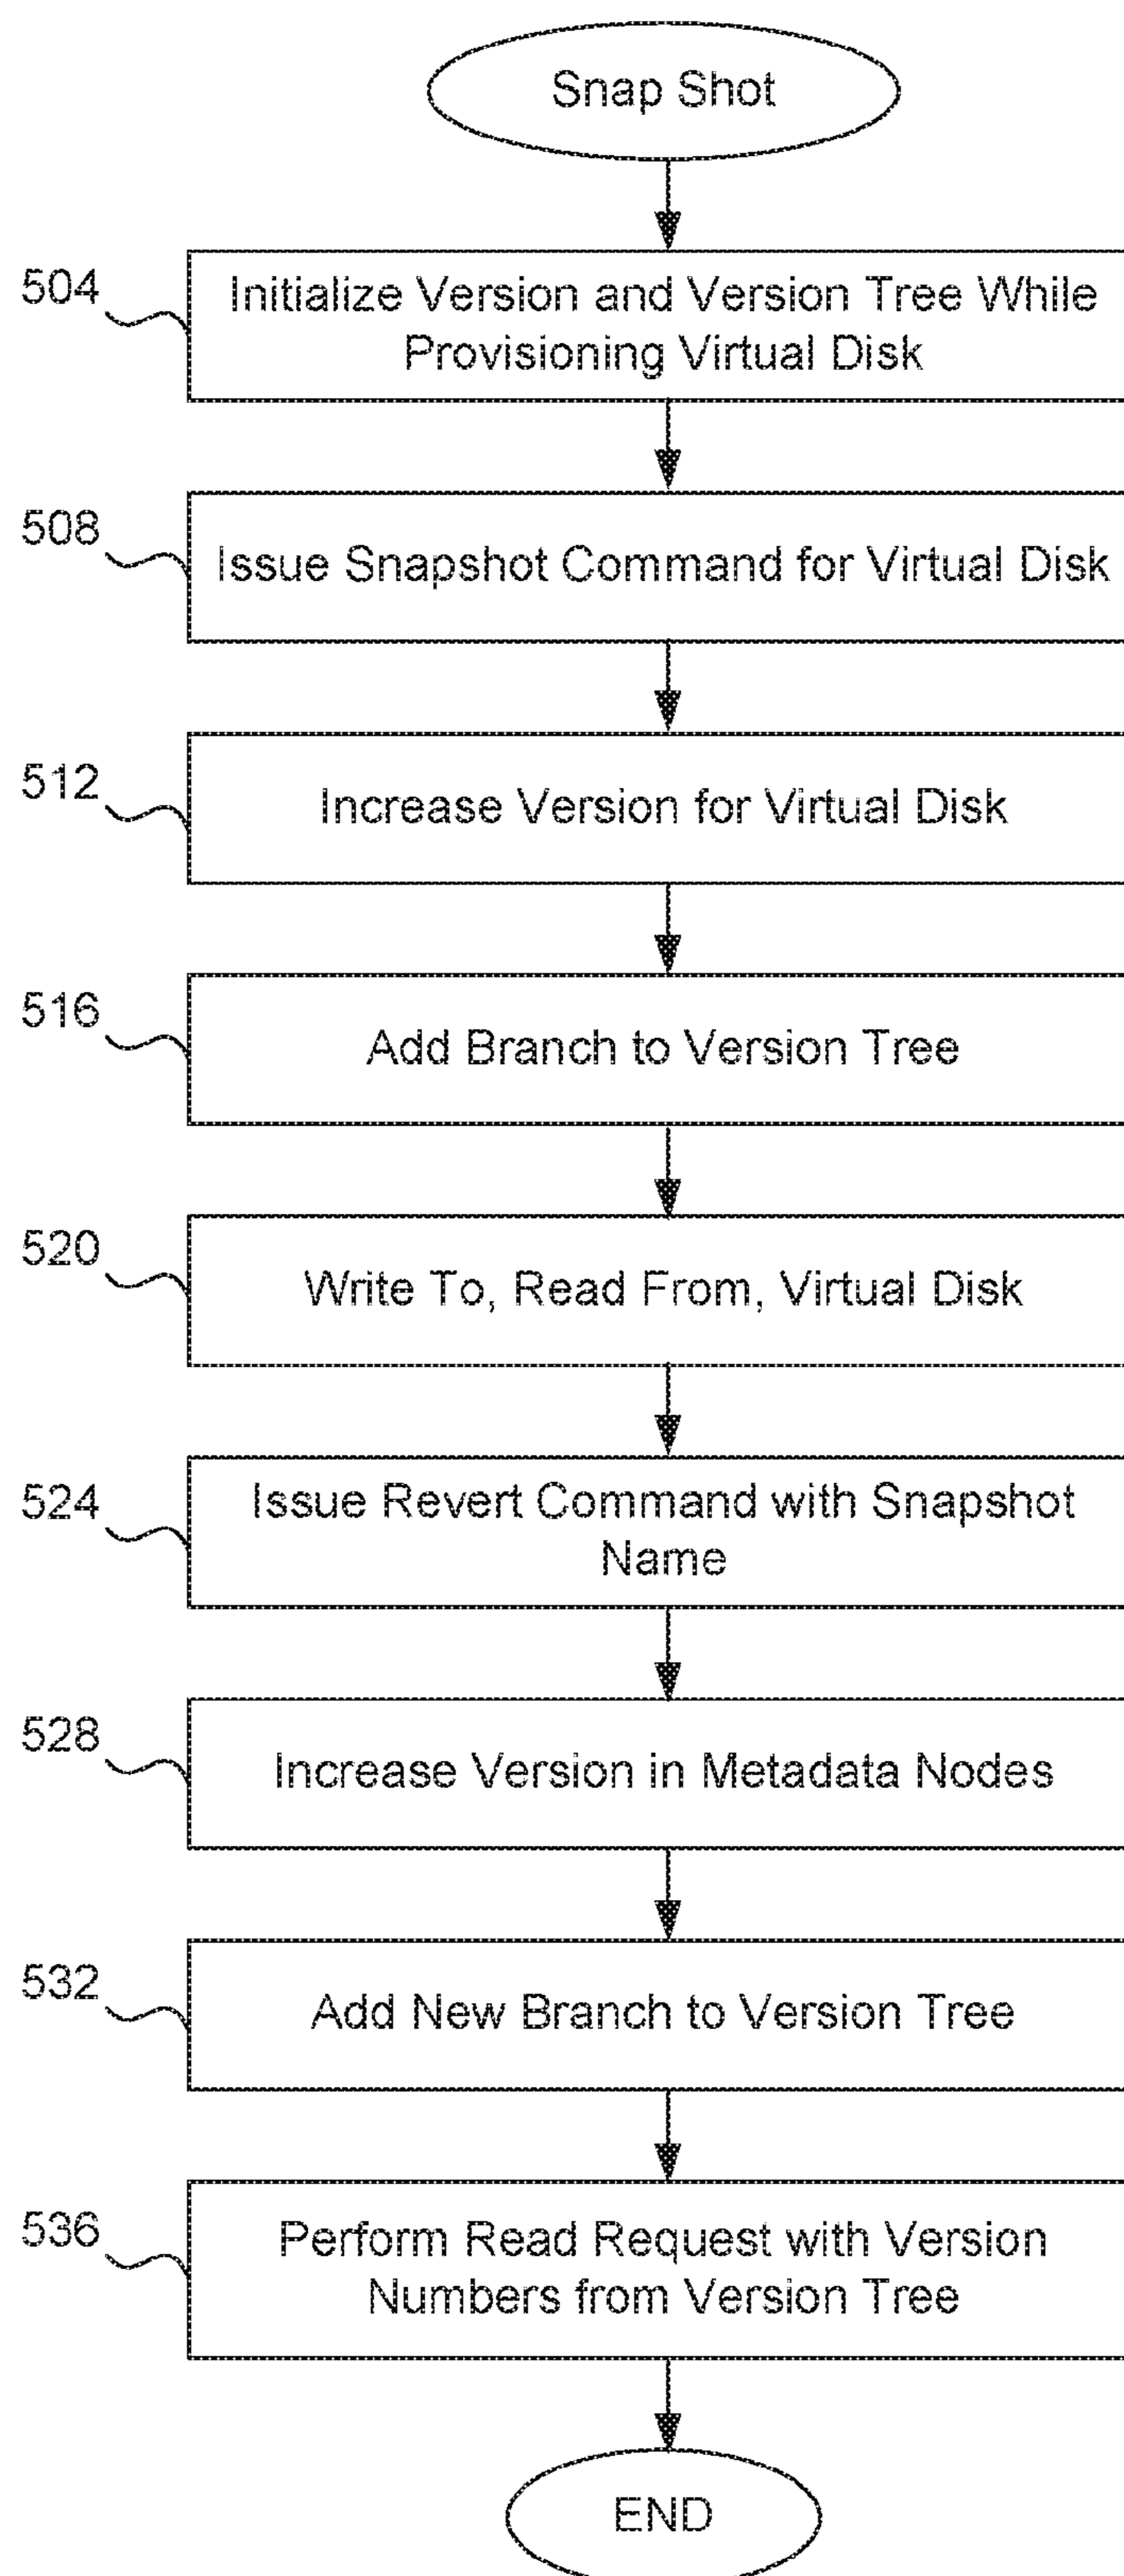 Snap Shot
504
Initialize Version and Version Tree While
Provisioning Virtual Disk
508
Issue Snapshot Command for Virtual Disk
512
Increase Version for Virtual Disk
516
Add Branch to Version Tree
520
Write To, Read From, Virtual Disk
524
Issue Revert Command with Snapshot
Name
528
Increase Version in Metadata Nodes
532
Add New Branch to Version Tree
536
Perform Read Request with Version
Numbers from Version Tree
END